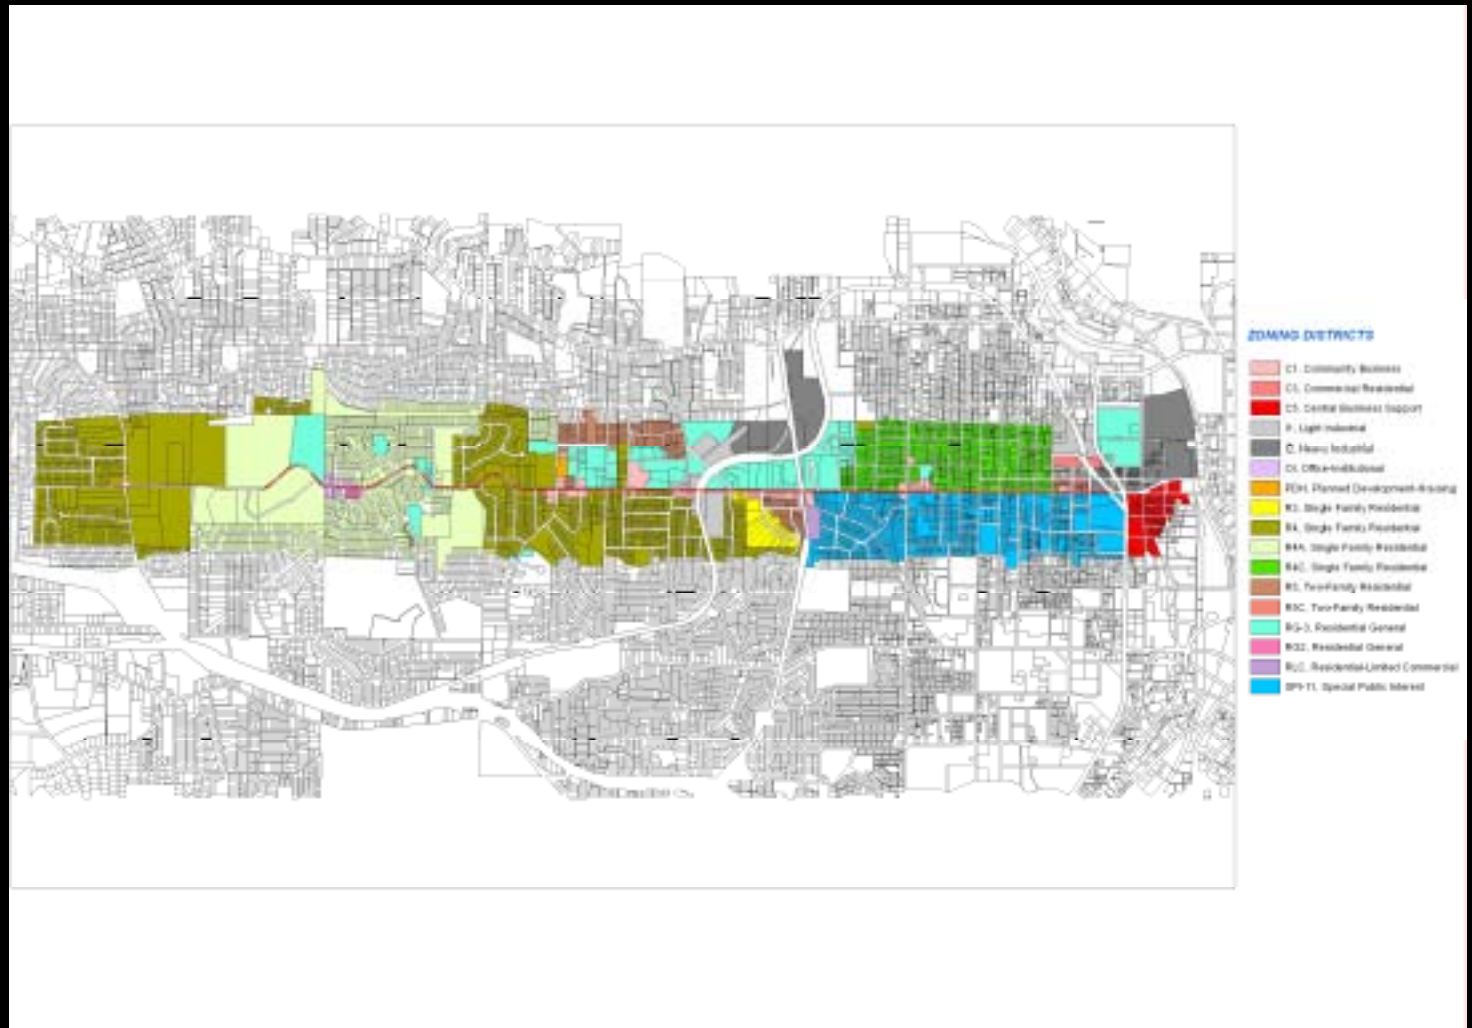 ZONING DISTRICTS
C1, Community Business
C3, Commercial Residential
C5, Central Business Support
I1, Light Industrial
I2, Heavy Industrial
OI, Office-Institutional
PDH, Planned Development-Housing
R3, Single Family Residential
R4, Single Family Residential
R4A, Single Family Residential
R4C, Single Family Residential
R5, Two-Family Residential
R5C, Two-Family Residential
RG-3, Residential General
RG2, Residential General
RLC, Residential-Limited Commercial
SPI-11, Special Public Interest